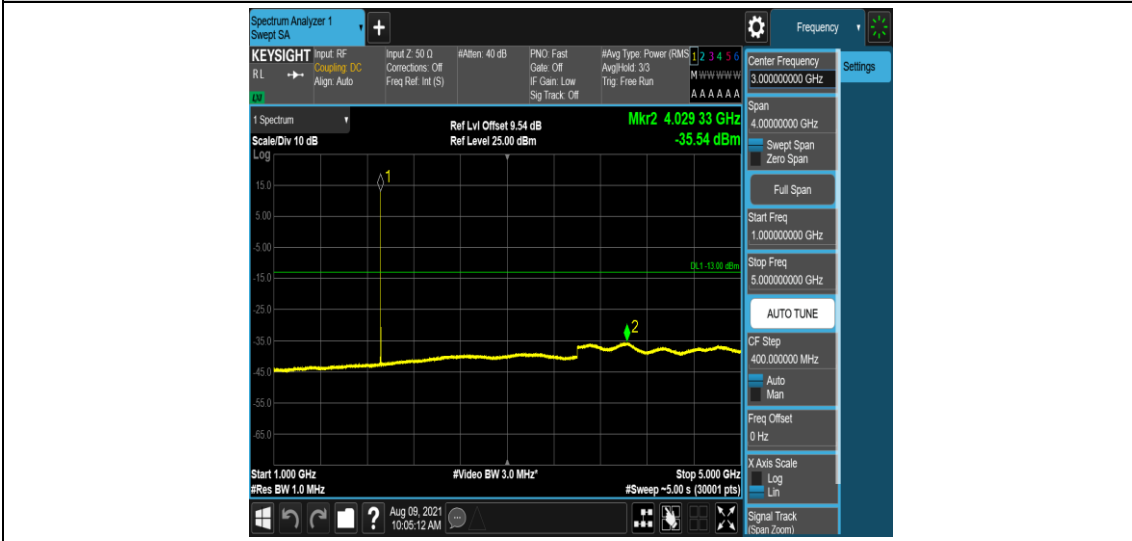 Spectrum Analyzer 1
Swept SA
+
Frequency
KEYSIGHT
RL
Input: RF
Coupling: DC
Align: Auto
Input Z: 50 Ω
Corrections: Off
Freq Ref: Int (S)
#Atten: 40 dB
PNO: Fast
Gate: Off
IF Gain: Low
Sig Track: Off
#Avg Type: Power (RMS
Avg|Hold: 3/3
Trig: Free Run
1 2 3 4 5 6
M W W W W W
A A A A A A
1 Spectrum
Scale/Div 10 dB
Log
Ref Lvl Offset 9.54 dB
Ref Level 25.00 dBm
Mkr2 4.029 33 GHz
-35.54 dBm
15.0
5.00
-5.00
-15.0
-25.0
-35.0
-45.0
-55.0
-65.0
1
DL1 -13.00 dBm
2
Start 1.000 GHz
#Res BW 1.0 MHz
#Video BW 3.0 MHz*
Stop 5.000 GHz
#Sweep ~5.00 s (30001 pts)
?
Aug 09, 2021
10:05:12 AM
Center Frequency
3.000000000 GHz
Span
4.00000000 GHz
Swept Span
Zero Span
Full Span
Start Freq
1.000000000 GHz
Stop Freq
5.000000000 GHz
AUTO TUNE
CF Step
400.000000 MHz
Auto
Man
Freq Offset
0 Hz
X Axis Scale
Log
Lin
Signal Track
(Span Zoom)
Settings